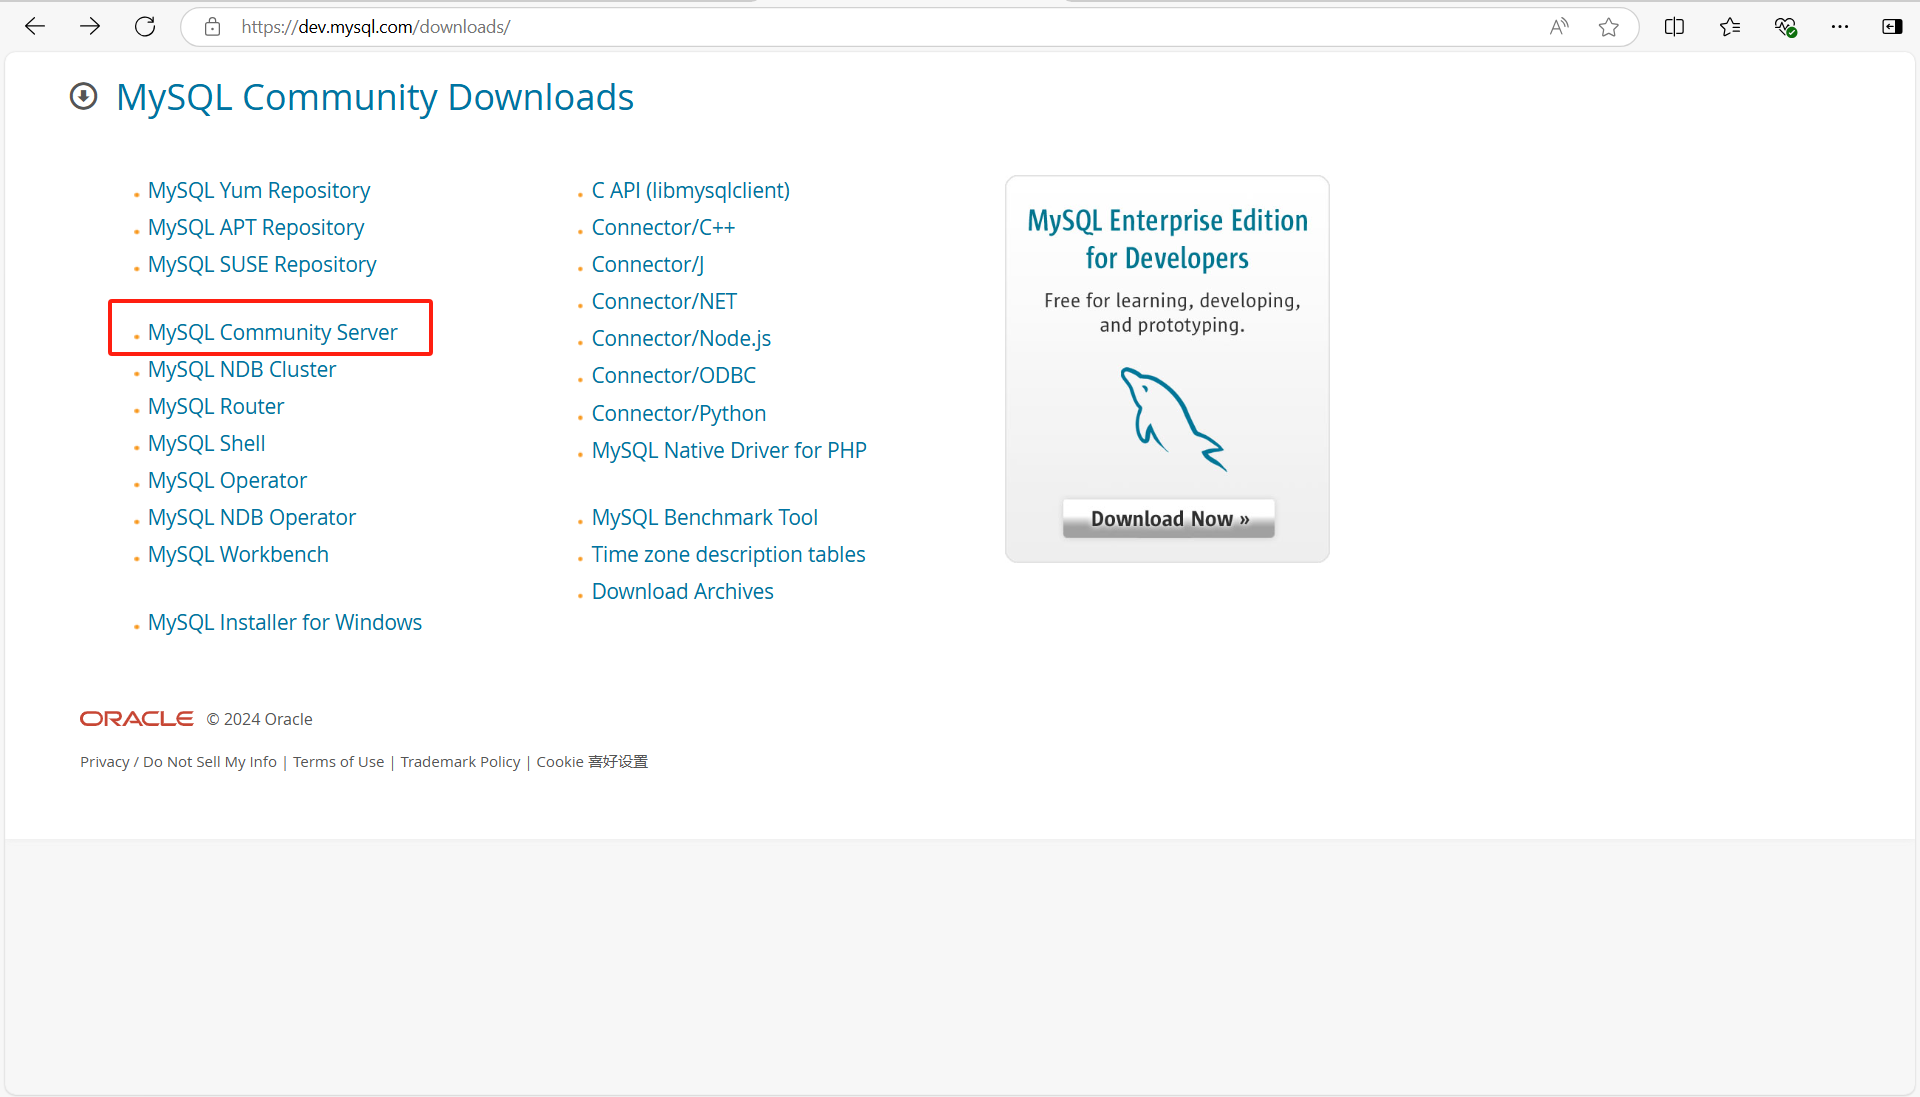 https://dev.mysql.com/downloads/
MySQL Community Downloads
MySQL Yum Repository
MySQL APT Repository
MySQL SUSE Repository
MySQL Community Server
MySQL NDB Cluster
MySQL Router
MySQL Shell
MySQL Operator
MySQL NDB Operator
MySQL Workbench
MySQL Installer for Windows
C API (libmysqlclient)
Connector/C++
Connector/J
Connector/NET
Connector/Node.js
Connector/ODBC
Connector/Python
MySQL Native Driver for PHP
MySQL Benchmark Tool
Time zone description tables
Download Archives
MySQL Enterprise Edition
for Developers
Free for learning, developing,
and prototyping.
Download Now »
ORACLE © 2024 Oracle
Privacy / Do Not Sell My Info | Terms of Use | Trademark Policy | Cookie 喜好设置